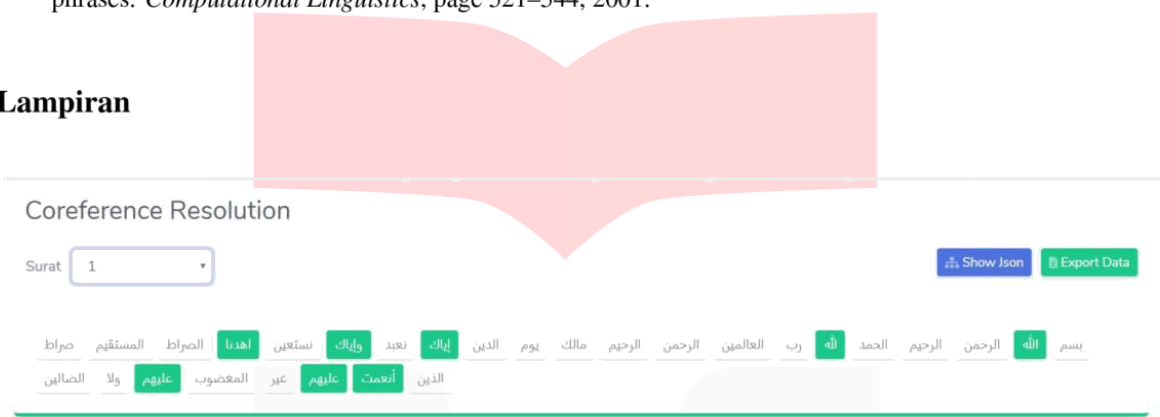 phrases. Computational Linguistics, page 521–544, 2001.
Lampiran
Coreference Resolution
Surat 1
Show Json Export Data
بسم الله الرحمن الرحيم الحمد لله رب العالمين الرحمن الرحيم مالك يوم الدين إياك نعبد وإياك نستعين اهدنا الصراط المستقيم صراط
الذين أنعمت عليهم غير المغضوب عليهم ولا الضالين